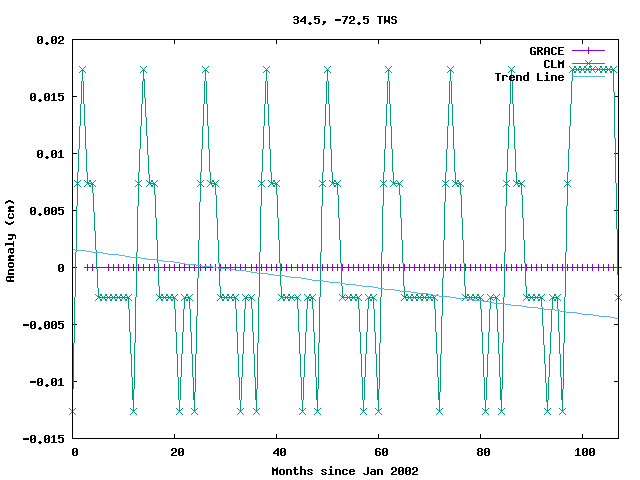 34.5, -72.5 TWS
GRACE
CLM
Trend Line
0.02
0.015
0.01
0.005
0
-0.005
-0.01
-0.015
Anomaly (cm)
0 20 40 60 80 100
Months since Jan 2002